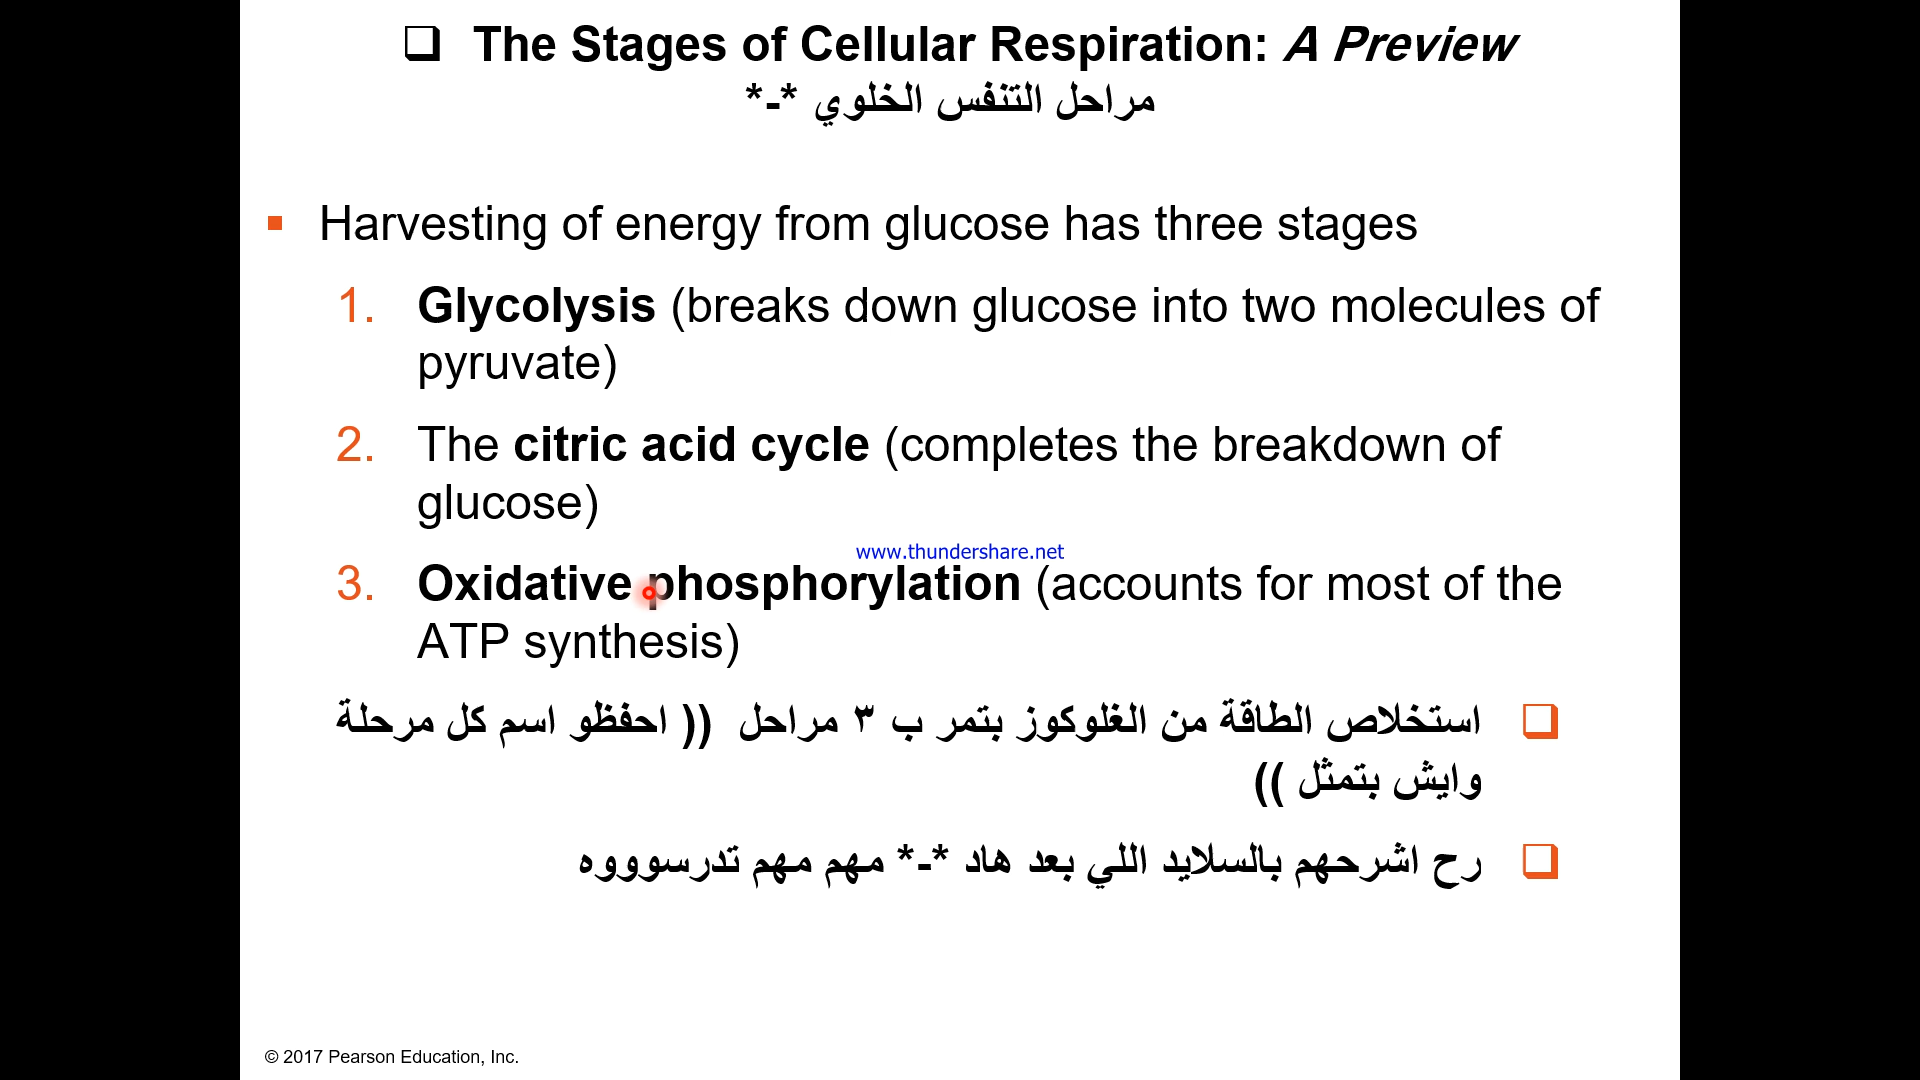 ❑ The Stages of Cellular Respiration: A Preview
مراحل التنفس الخلوي *-*
▪ Harvesting of energy from glucose has three stages
1. Glycolysis (breaks down glucose into two molecules of
pyruvate)
2. The citric acid cycle (completes the breakdown of
glucose)
www.thundershare.net
3. Oxidative phosphorylation (accounts for most of the
ATP synthesis)
❑ استخلاص الطاقة من الغلوكوز بتمر ب ٣ مراحل (( احفظو اسم كل مرحلة
وايش بتمثل ))
❑ رح اشرحهم بالسلايد اللي بعد هاد *-* مهم مهم تدرسوووه
© 2017 Pearson Education, Inc.